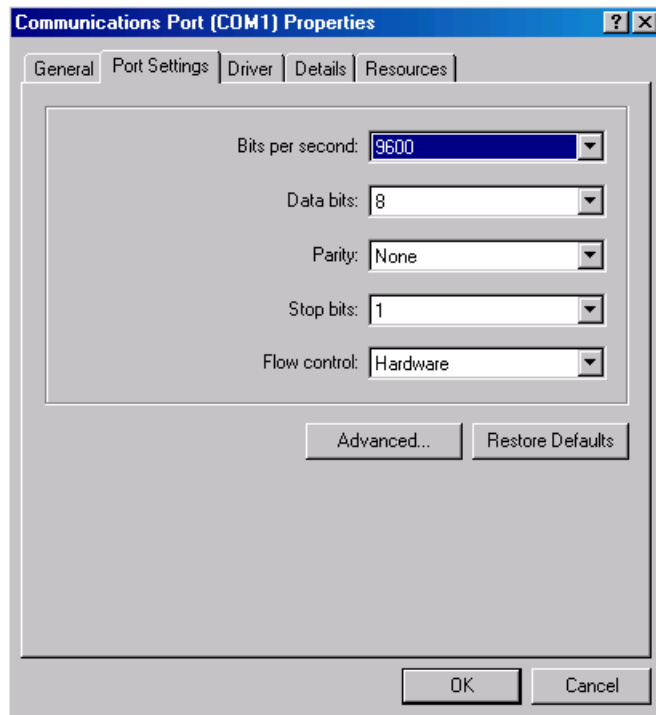 Communications Port (COM1) Properties
General Port Settings Driver Details Resources
Bits per second: 9600
Data bits: 8
Parity: None
Stop bits: 1
Flow control: Hardware
Advanced... Restore Defaults
OK Cancel